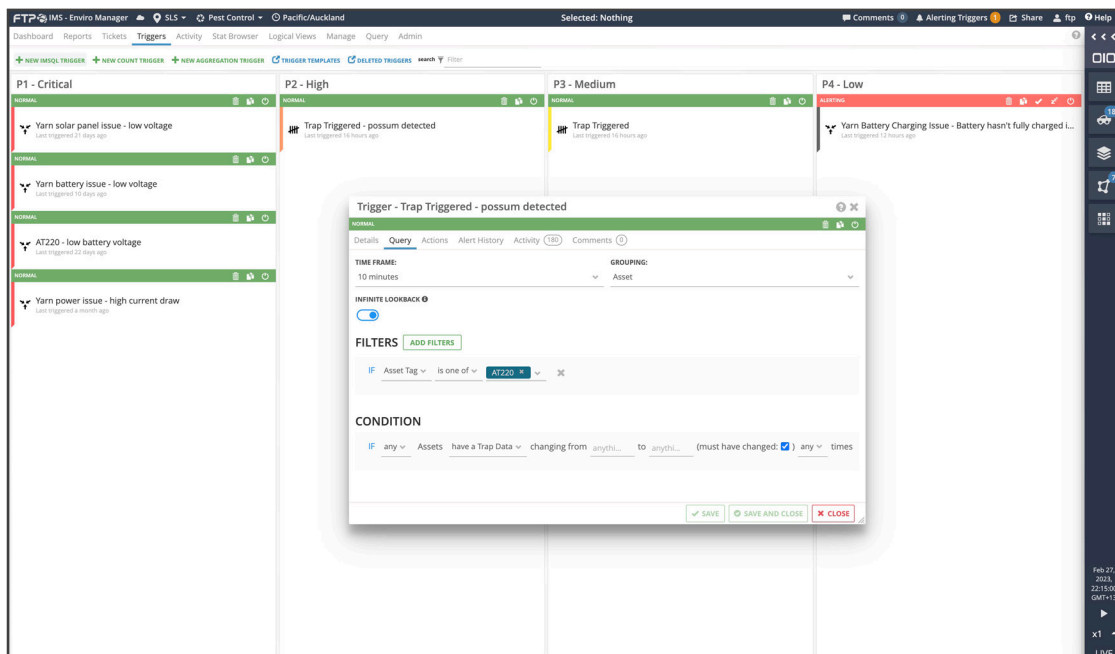 FTP IMS - Enviro Manager SLS Pest Control Pacific/Auckland Selected: Nothing Comments 0 Alerting Triggers 1 Share ftp Help
Dashboard Reports Tickets Triggers Activity Stat Browser Logical Views Manage Query Admin
NEW IMSQL TRIGGER NEW COUNT TRIGGER NEW AGGREGATION TRIGGER TRIGGER TEMPLATES DELETED TRIGGERS search Filter
P1 - Critical
NORMAL
Yarn solar panel issue - low voltage
Last triggered 21 days ago
NORMAL
Yarn battery issue - low voltage
Last triggered 10 days ago
NORMAL
AT220 - low battery voltage
Last triggered 22 days ago
NORMAL
Yarn power issue - high current draw
Last triggered a month ago
P2 - High
NORMAL
Trap Triggered - possum detected
Last triggered 16 hours ago
P3 - Medium
NORMAL
Trap Triggered
Last triggered 16 hours ago
P4 - Low
ALERTING
Yarn Battery Charging Issue - Battery hasn't fully charged i...
Last triggered 12 hours ago
Trigger - Trap Triggered - possum detected
NORMAL
Details Query Actions Alert History Activity 180 Comments 0
TIME FRAME: GROUPING:
10 minutes Asset
INFINITE LOOKBACK
FILTERS ADD FILTERS
IF Asset Tag is one of AT220
CONDITION
IF any Assets have a Trap Data changing from anythi... to anythi... (must have changed: ) any times
SAVE SAVE AND CLOSE CLOSE
18
7
Feb 27,
2023,
22:15:00
GMT+13
x1
LIVE